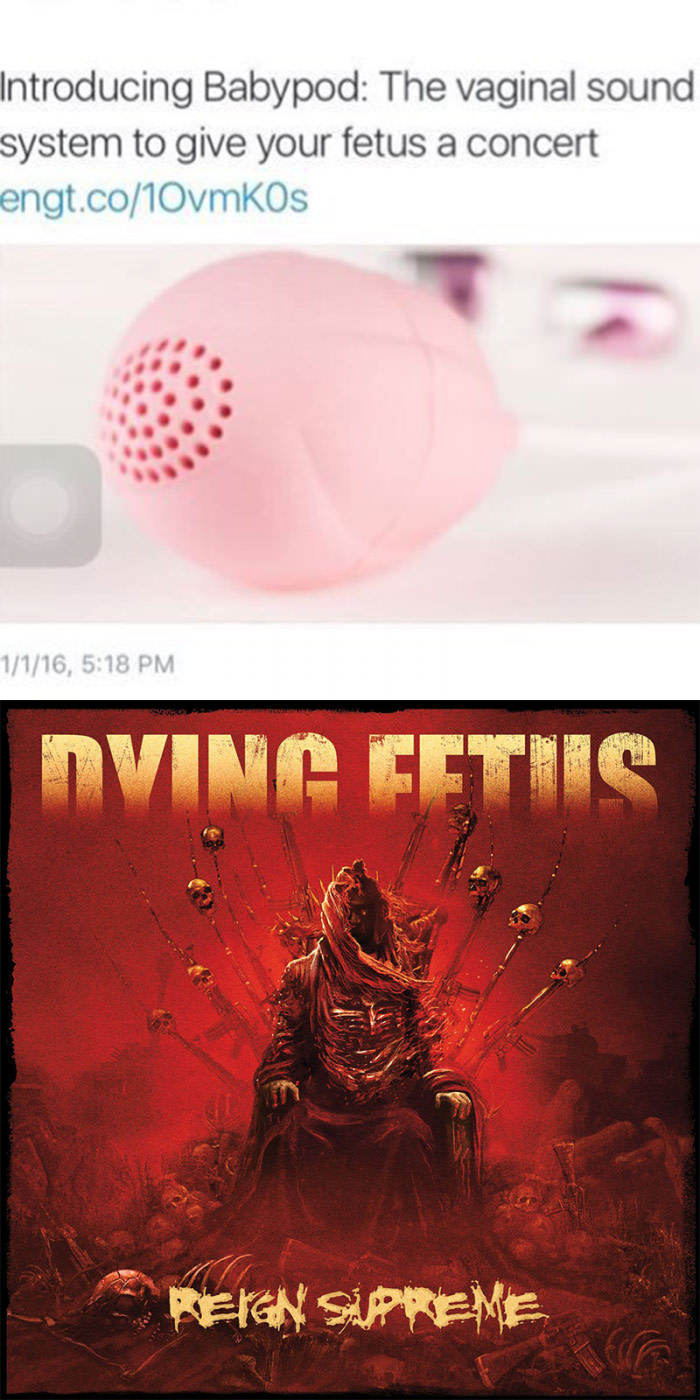 Introducing Babypod: The vaginal sound
system to give your fetus a concert
engt.co/1OvmK0s
1/1/16, 5:18 PM
DYING FETUS
REIGN SUPREME